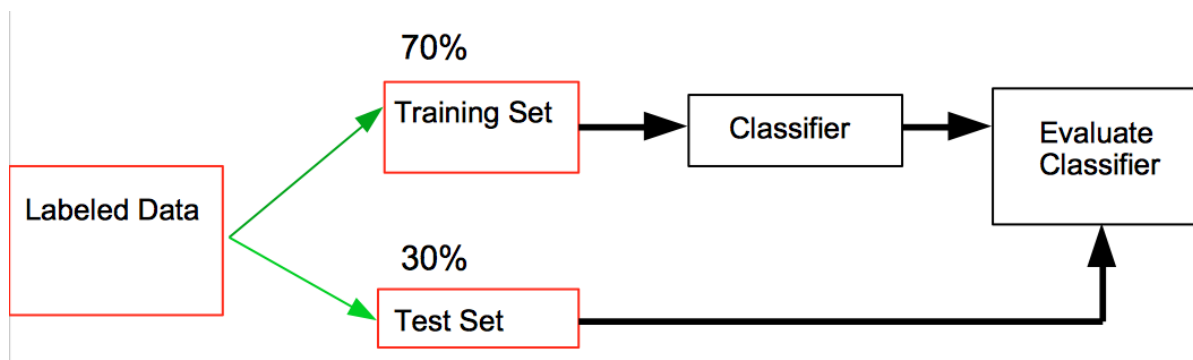 70%
Training Set
Classifier
Evaluate
Classifier
Labeled Data
30%
Test Set